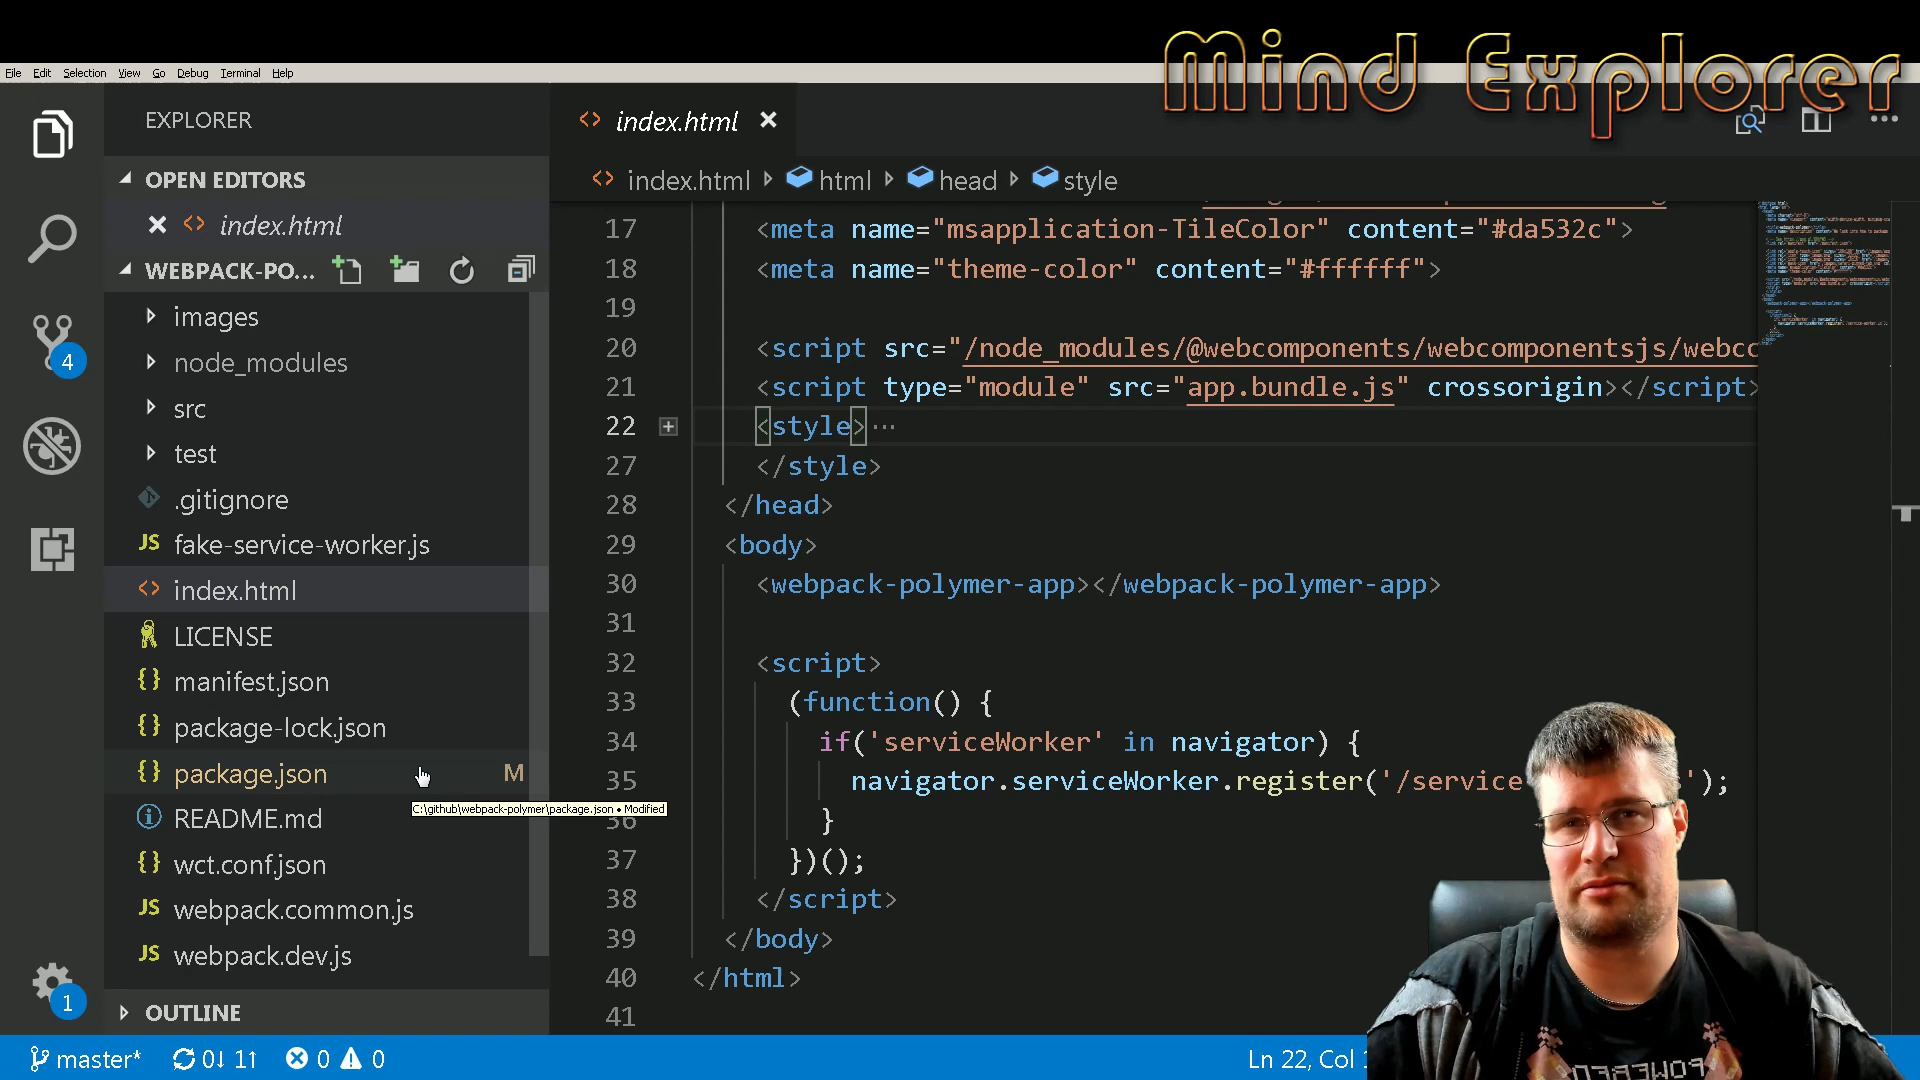 Mind Explorer
File Edit Selection View Go Debug Terminal Help
EXPLORER
OPEN EDITORS
index.html
WEBPACK-PO...
images
node_modules
src
test
.gitignore
JS fake-service-worker.js
index.html
LICENSE
{} manifest.json
{} package-lock.json
{} package.json M
README.md
{} wct.conf.json
JS webpack.common.js
JS webpack.dev.js
OUTLINE
4
1
index.html
index.html html head style
17 <meta name="msapplication-TileColor" content="#da532c">
18 <meta name="theme-color" content="#ffffff">
19
20 <script src="/node_modules/@webcomponents/webcomponentsjs/webcc
21 <script type="module" src="app.bundle.js" crossorigin></script>
22 <style>...
27 </style>
28 </head>
29 <body>
30 <webpack-polymer-app></webpack-polymer-app>
31
32 <script>
33 (function() {
34 if('serviceWorker' in navigator) {
35 navigator.serviceWorker.register('/service ');
36 }
37 })();
38 </script>
39 </body>
40 </html>
41
C:\github\webpack-polymer\package.json • Modified
master* 0↓ 1↑ 0 0
Ln 22, Col